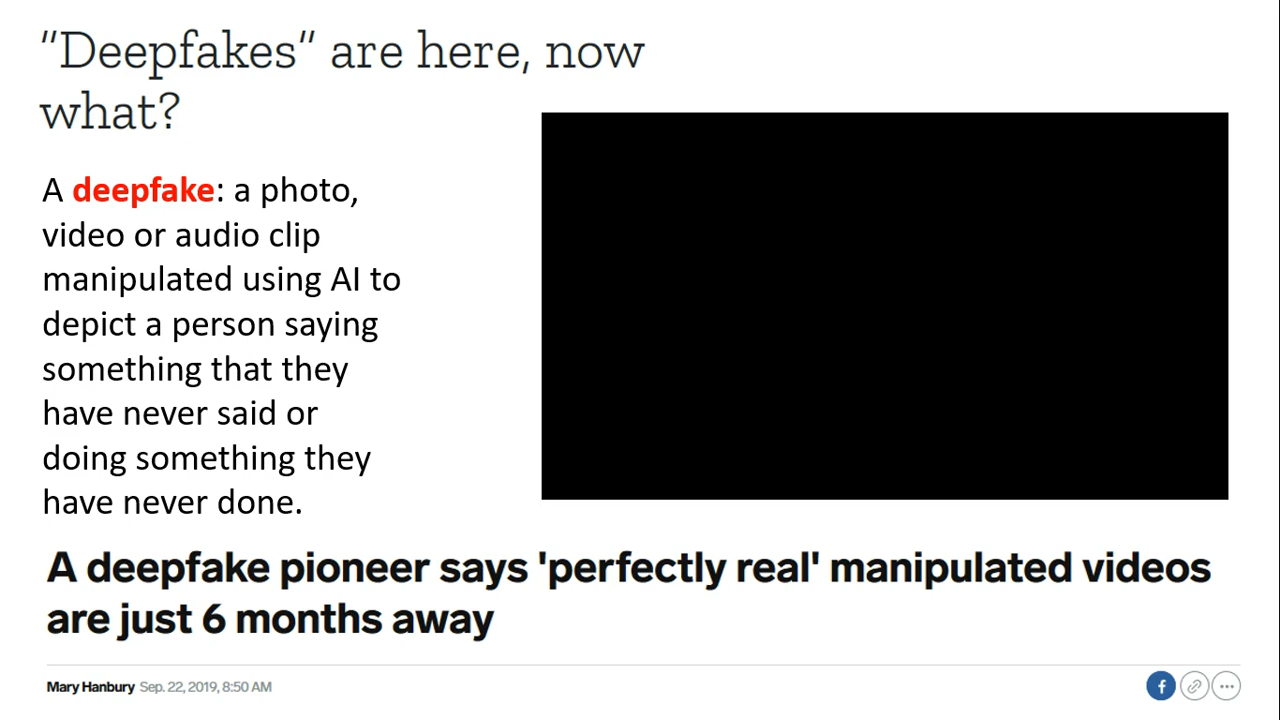 "Deepfakes" are here, now
what?
A deepfake: a photo,
video or audio clip
manipulated using AI to
depict a person saying
something that they
have never said or
doing something they
have never done.
A deepfake pioneer says 'perfectly real' manipulated videos
are just 6 months away
Mary Hanbury Sep. 22, 2019, 8:50 AM